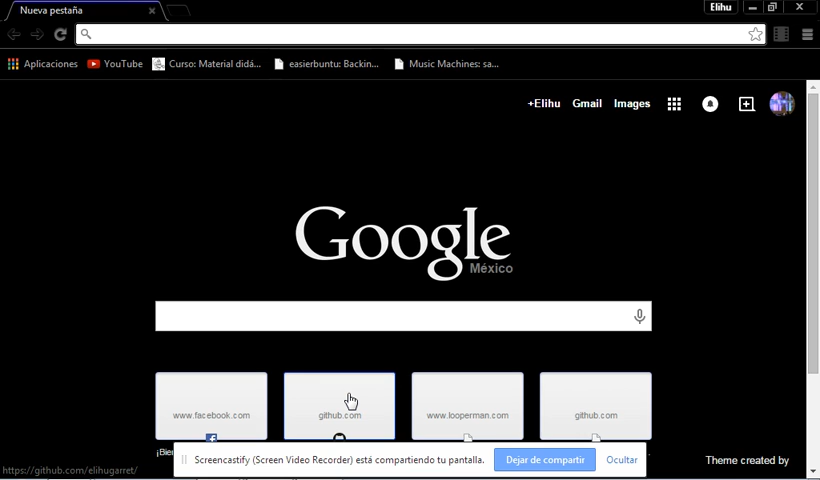 Nueva pestaña
Elihu
Aplicaciones YouTube Curso: Material didá... easierbuntu: Backin... Music Machines: sa...
+Elihu Gmail Images
Google
México
www.facebook.com github.com www.looperman.com github.com
¡Bie
Screencastify (Screen Video Recorder) está compartiendo tu pantalla. Dejar de compartir Ocultar
Theme created by
https://github.com/elihugarret/